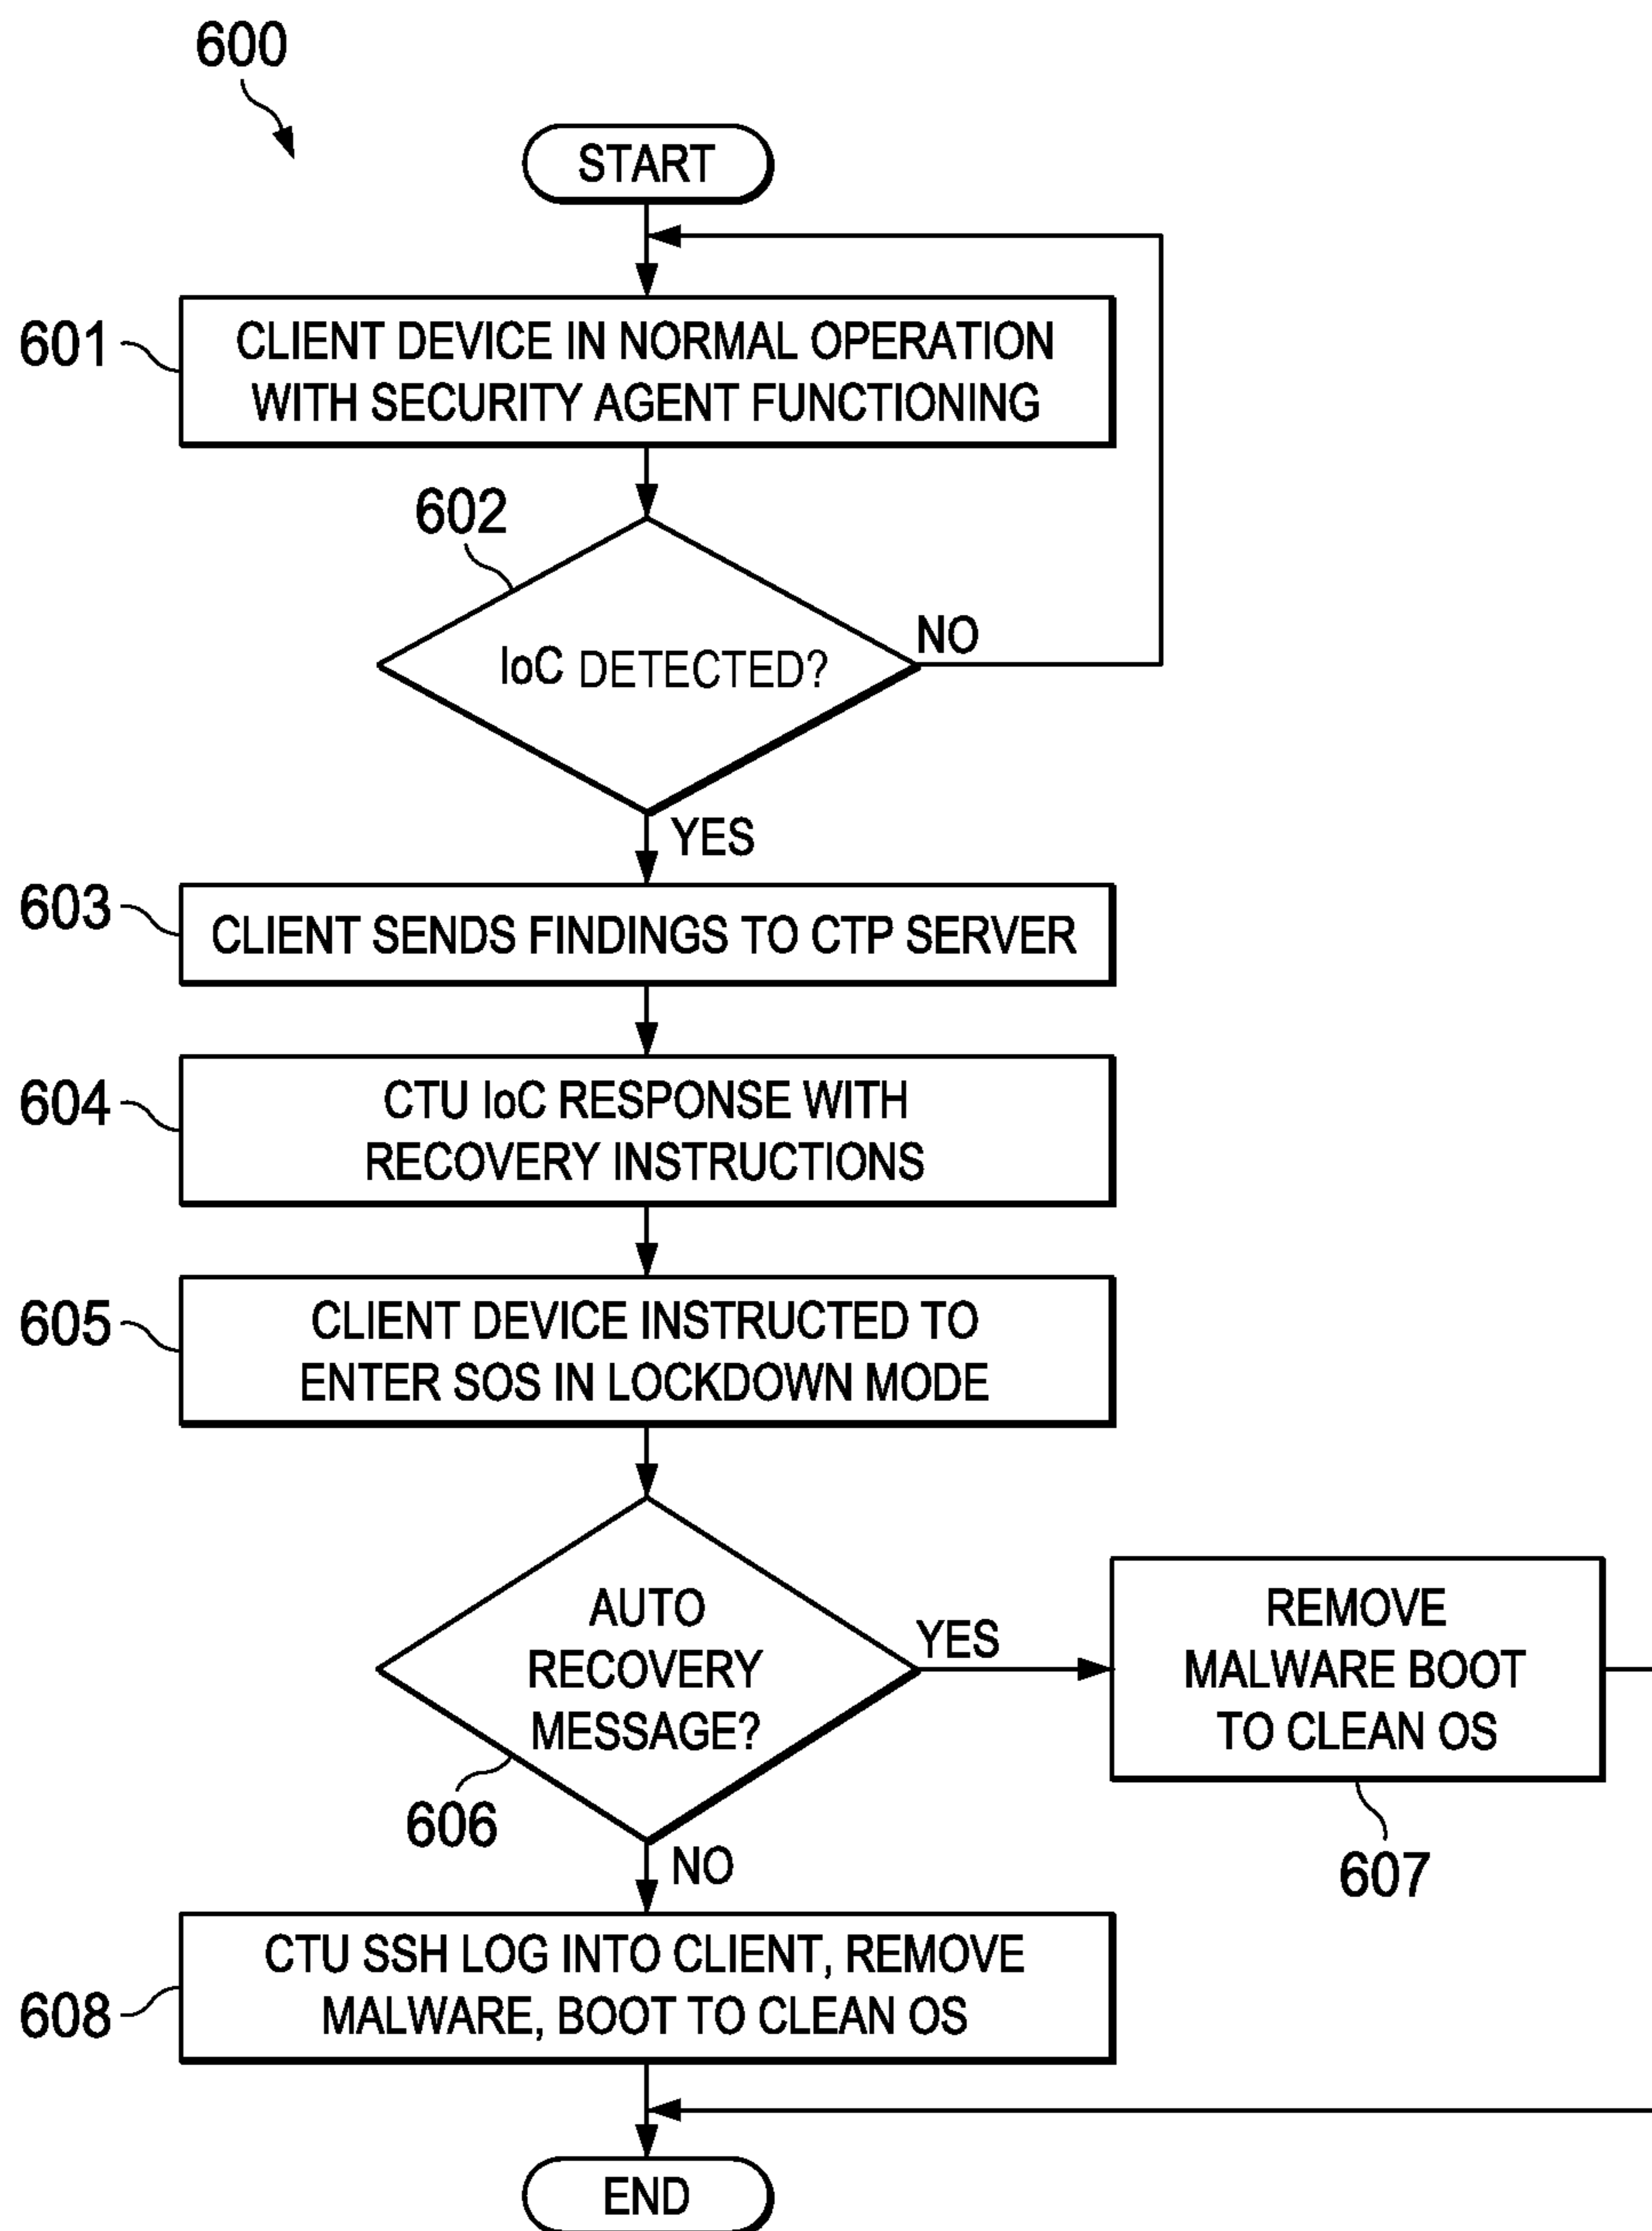 600
START
601
CLIENT DEVICE IN NORMAL OPERATION
WITH SECURITY AGENT FUNCTIONING
602
IoC DETECTED?
NO
YES
603
CLIENT SENDS FINDINGS TO CTP SERVER
604
CTU IoC RESPONSE WITH
RECOVERY INSTRUCTIONS
605
CLIENT DEVICE INSTRUCTED TO
ENTER SOS IN LOCKDOWN MODE
AUTO
RECOVERY
MESSAGE?
606
YES
REMOVE
MALWARE BOOT
TO CLEAN OS
607
NO
608
CTU SSH LOG INTO CLIENT, REMOVE
MALWARE, BOOT TO CLEAN OS
END